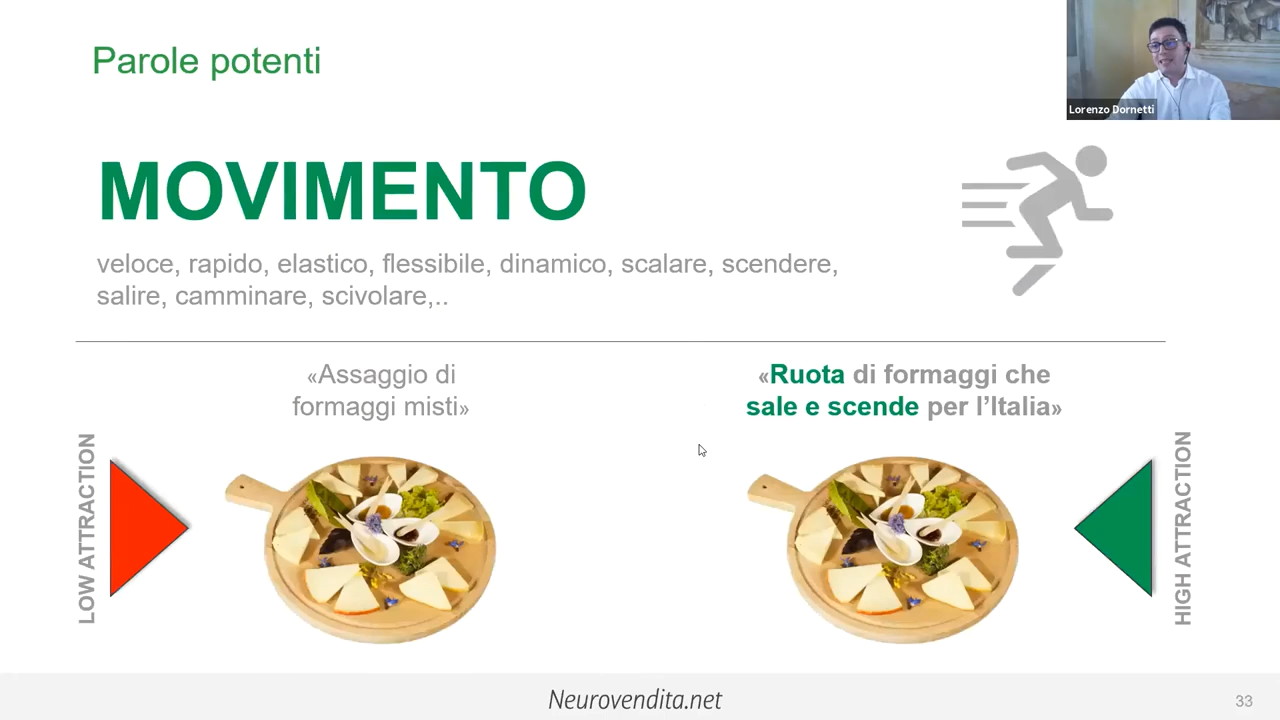 Parole potenti
Lorenzo Dornetti
MOVIMENTO
veloce, rapido, elastico, flessibile, dinamico, scalare, scendere,
salire, camminare, scivolare,..
«Assaggio di
formaggi misti»
«Ruota di formaggi che
sale e scende per l’Italia»
LOW ATTRACTION
HIGH ATTRACTION
Neurovendita.net
33